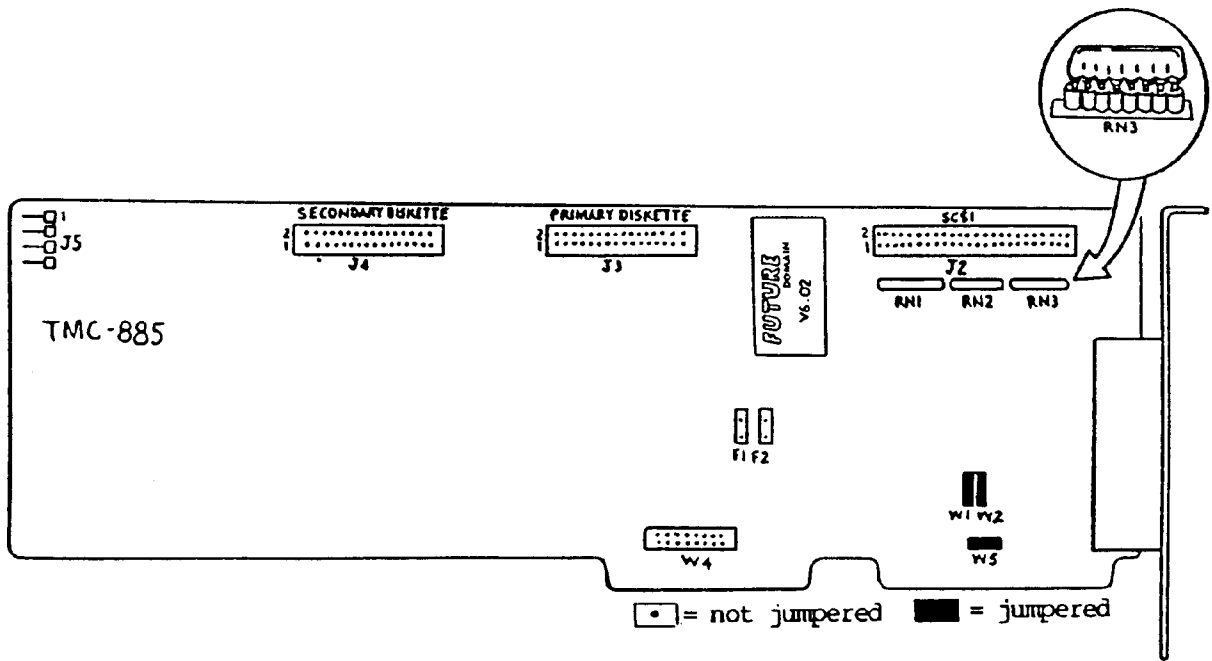 RN3
SECONDARY DISKETTE
PRIMARY DISKETTE
SCSI
1
J5
2
1
J4
2
1
J3
2
1
J2
FUTURE
DOMAIN
V6.02
RN1
RN2
RN3
TMC-885
F1 F2
W1 W2
W4
W5
= not jumpered
= jumpered